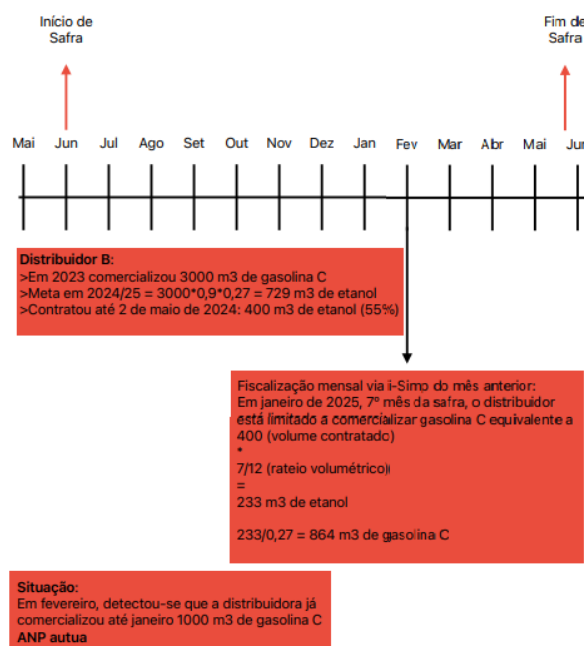 Início de
Safra
Fim de
Safra
Mai Jun Jul Ago Set Out Nov Dez Jan Fev Mar Abr Mai Jun
Distribuidor B:
>Em 2023 comercializou 3000 m3 de gasolina C
>Meta em 2024/25 = 3000*0,9*0,27 = 729 m3 de etanol
>Contratou até 2 de maio de 2024: 400 m3 de etanol (55%)
Fiscalização mensal via i-Simp do mês anterior:
Em janeiro de 2025, 7º mês da safra, o distribuidor
está limitado a comercializar gasolina C equivalente a
400 (volume contratado)
*
7/12 (rateio volumétrico)
=
233 m3 de etanol
233/0,27 = 864 m3 de gasolina C
Situação:
Em fevereiro, detectou-se que a distribuidora já
comercializou até janeiro 1000 m3 de gasolina C
ANP autua